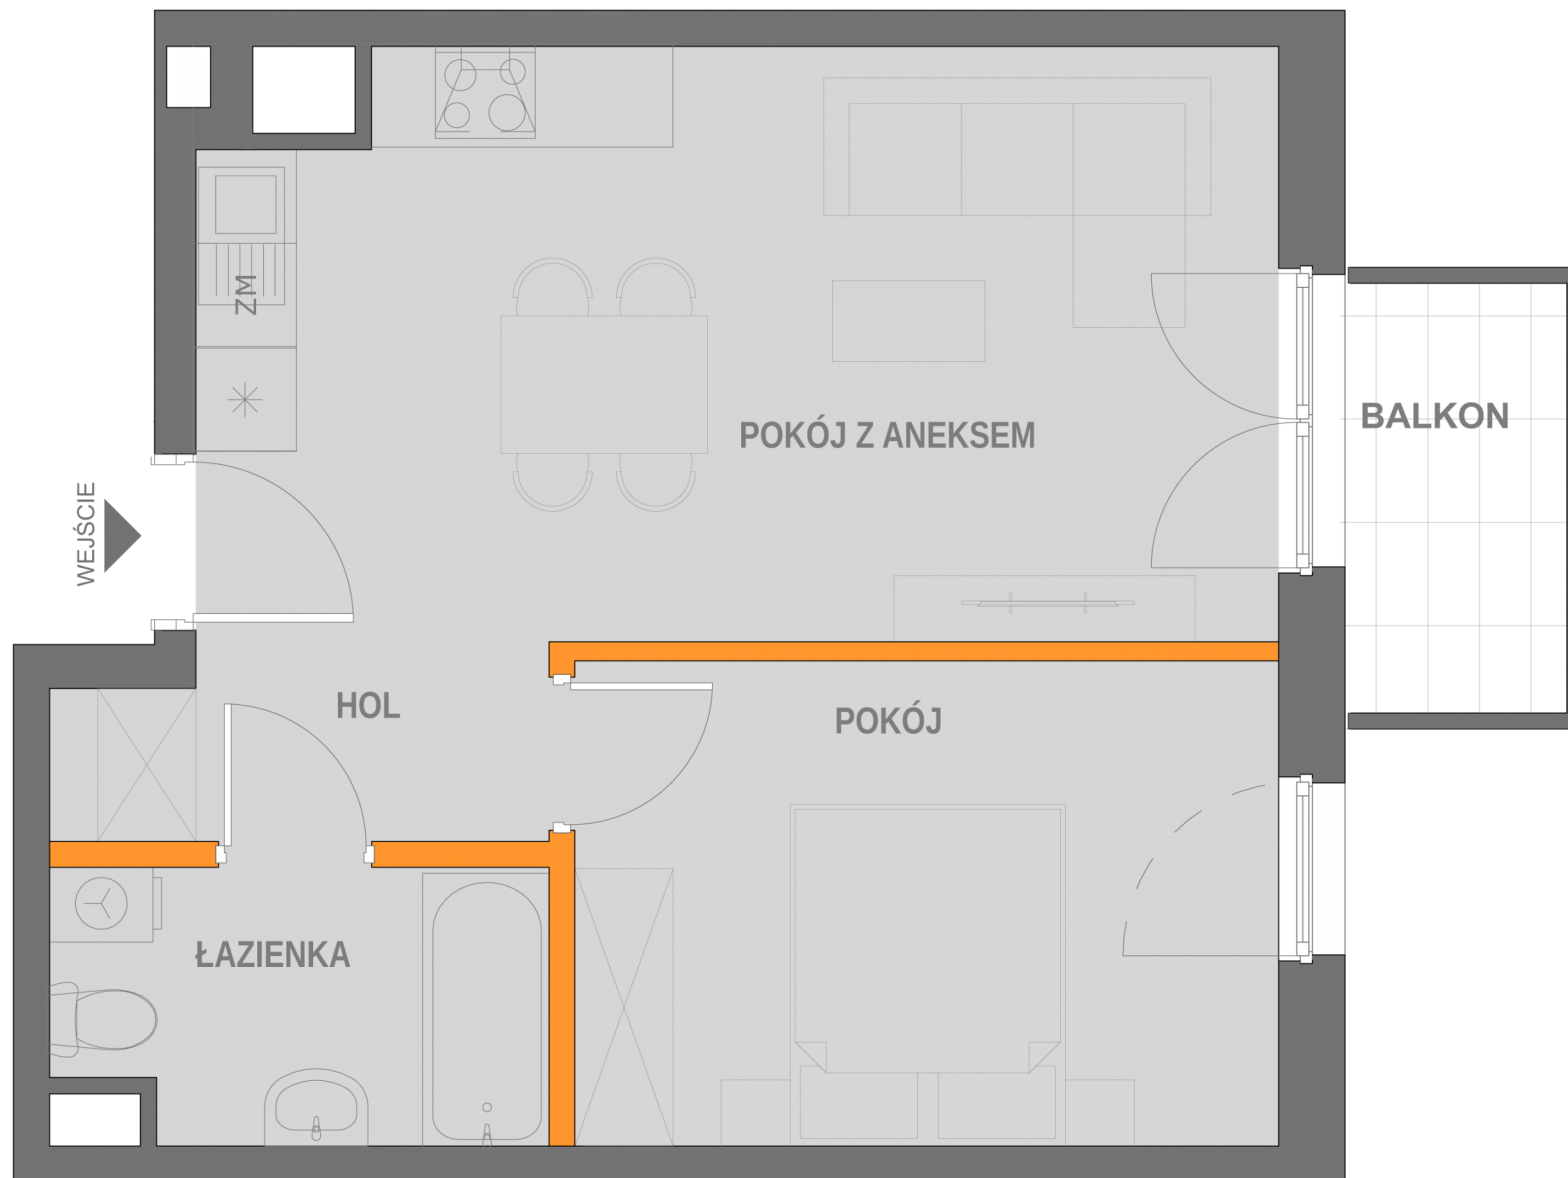 ZM
POKÓJ Z ANEKSEM
BALKON
WEJŚCIE
HOL
POKÓJ
ŁAZIENKA